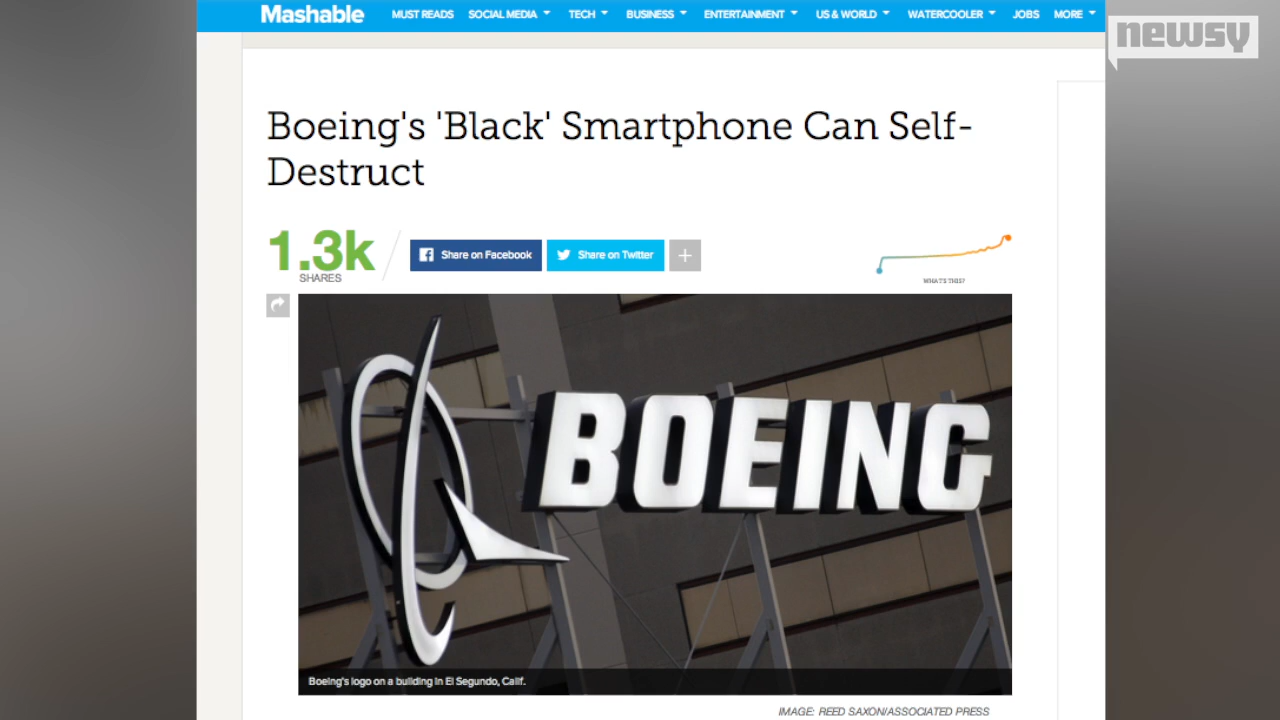 Mashable MUST READS SOCIAL MEDIA TECH BUSINESS ENTERTAINMENT US & WORLD WATERCOOLER JOBS MORE
newsy
Boeing's 'Black' Smartphone Can Self-
Destruct
1.3k
SHARES
Share on Facebook
Share on Twitter
+
WHAT'S THIS?
BOEING
Boeing's logo on a building in El Segundo, Calif.
IMAGE: REED SAXON/ASSOCIATED PRESS